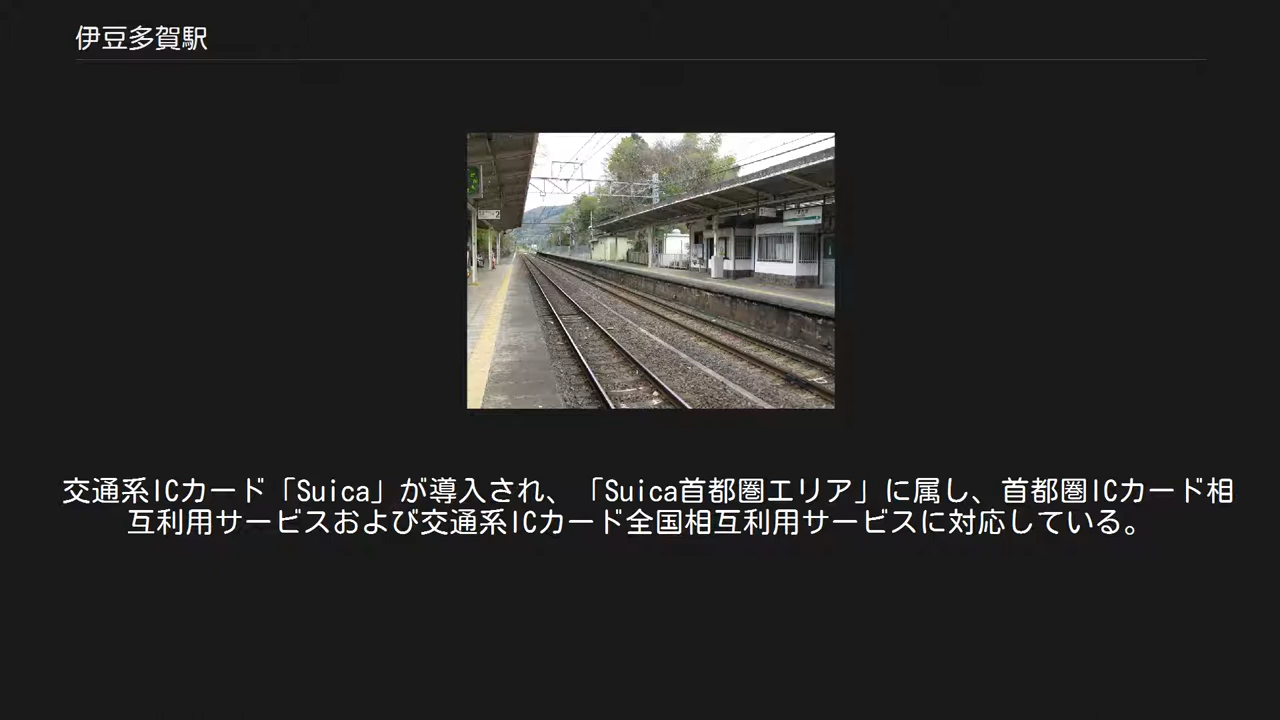 伊豆多賀駅
交通系ICカード「Suica」が導入され、「Suica首都圏エリア」に属し、首都圏ICカード相
互利用サービスおよび交通系ICカード全国相互利用サービスに対応している。